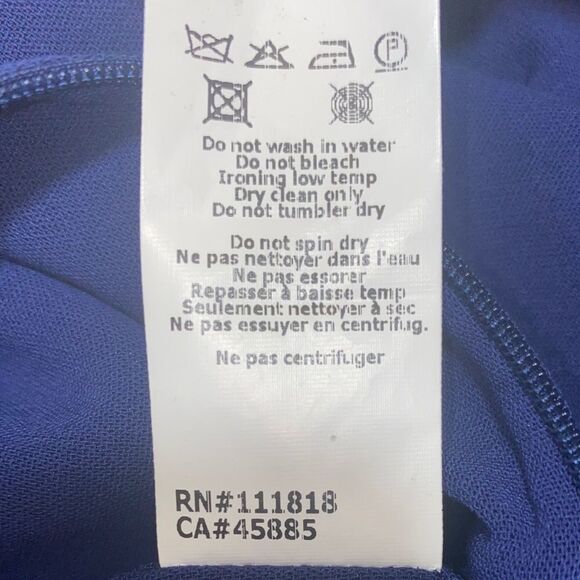 P
Do not wash in water
Do not bleach
Ironing low temp
Dry clean only
Do not tumbler dry
Do not spin dry
Ne pas nettoyer dans l'eau
Ne pas essorer
Repasser à baisse temp
Seulement nettoyer à sec
Ne pas essuyer en centrifug.
Ne pas centrifuger
RN#111818
CA#45885